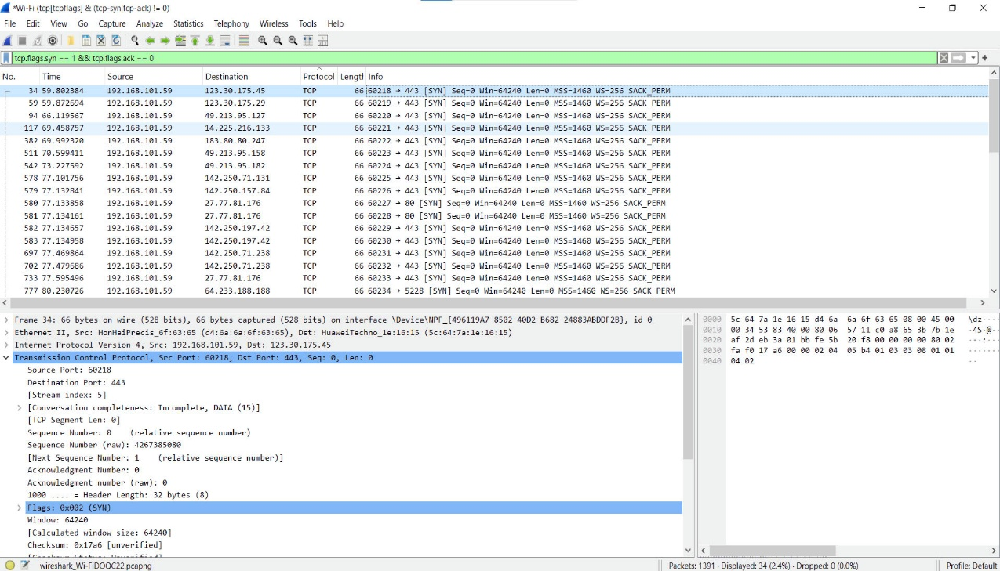 *Wi-Fi (tcp[tcpflags] & (tcp-syn|tcp-ack) != 0)
File Edit View Go Capture Analyze Statistics Telephony Wireless Tools Help
tcp.flags.syn == 1 && tcp.flags.ack == 0
No. Time Source Destination Protocol Lengtl Info
34 59.802384 192.168.101.59 123.30.175.45 TCP 66 60218 → 443 [SYN] Seq=0 Win=64240 Len=0 MSS=1460 WS=256 SACK_PERM
59 59.872694 192.168.101.59 123.30.175.29 TCP 66 60219 → 443 [SYN] Seq=0 Win=64240 Len=0 MSS=1460 WS=256 SACK_PERM
94 66.119567 192.168.101.59 49.213.95.127 TCP 66 60220 → 443 [SYN] Seq=0 Win=64240 Len=0 MSS=1460 WS=256 SACK_PERM
117 69.458757 192.168.101.59 14.225.216.133 TCP 66 60221 → 443 [SYN] Seq=0 Win=64240 Len=0 MSS=1460 WS=256 SACK_PERM
382 69.992320 192.168.101.59 183.80.80.247 TCP 66 60222 → 443 [SYN] Seq=0 Win=64240 Len=0 MSS=1460 WS=256 SACK_PERM
511 70.599411 192.168.101.59 49.213.95.158 TCP 66 60223 → 443 [SYN] Seq=0 Win=64240 Len=0 MSS=1460 WS=256 SACK_PERM
542 73.227592 192.168.101.59 49.213.95.182 TCP 66 60224 → 443 [SYN] Seq=0 Win=64240 Len=0 MSS=1460 WS=256 SACK_PERM
578 77.101756 192.168.101.59 142.250.71.131 TCP 66 60225 → 443 [SYN] Seq=0 Win=64240 Len=0 MSS=1460 WS=256 SACK_PERM
579 77.132841 192.168.101.59 142.250.157.84 TCP 66 60226 → 443 [SYN] Seq=0 Win=64240 Len=0 MSS=1460 WS=256 SACK_PERM
580 77.133858 192.168.101.59 27.77.81.176 TCP 66 60227 → 80 [SYN] Seq=0 Win=64240 Len=0 MSS=1460 WS=256 SACK_PERM
581 77.134161 192.168.101.59 27.77.81.176 TCP 66 60228 → 80 [SYN] Seq=0 Win=64240 Len=0 MSS=1460 WS=256 SACK_PERM
582 77.134657 192.168.101.59 142.250.197.42 TCP 66 60229 → 443 [SYN] Seq=0 Win=64240 Len=0 MSS=1460 WS=256 SACK_PERM
583 77.134958 192.168.101.59 142.250.197.42 TCP 66 60230 → 443 [SYN] Seq=0 Win=64240 Len=0 MSS=1460 WS=256 SACK_PERM
697 77.469864 192.168.101.59 142.250.71.238 TCP 66 60231 → 443 [SYN] Seq=0 Win=64240 Len=0 MSS=1460 WS=256 SACK_PERM
702 77.479686 192.168.101.59 142.250.71.238 TCP 66 60232 → 443 [SYN] Seq=0 Win=64240 Len=0 MSS=1460 WS=256 SACK_PERM
733 77.595496 192.168.101.59 27.77.81.176 TCP 66 60233 → 443 [SYN] Seq=0 Win=64240 Len=0 MSS=1460 WS=256 SACK_PERM
777 80.230726 192.168.101.59 64.233.188.188 TCP 66 60234 → 5228 [SYN] Seq=0 Win=64240 Len=0 MSS=1460 WS=256 SACK_PERM
Frame 34: 66 bytes on wire (528 bits), 66 bytes captured (528 bits) on interface \Device\NPF_{496119A7-8502-40D2-B682-24883ABDDF2B}, id 0
Ethernet II, Src: HonHaiPrecis_6f:63:65 (d4:6a:6a:6f:63:65), Dst: HuaweiTechno_1e:16:15 (5c:64:7a:1e:16:15)
Internet Protocol Version 4, Src: 192.168.101.59, Dst: 123.30.175.45
Transmission Control Protocol, Src Port: 60218, Dst Port: 443, Seq: 0, Len: 0
Source Port: 60218
Destination Port: 443
[Stream index: 5]
[Conversation completeness: Incomplete, DATA (15)]
[TCP Segment Len: 0]
Sequence Number: 0 (relative sequence number)
Sequence Number (raw): 4267385080
[Next Sequence Number: 1 (relative sequence number)]
Acknowledgment Number: 0
Acknowledgment number (raw): 0
1000 .... = Header Length: 32 bytes (8)
Flags: 0x002 (SYN)
Window: 64240
[Calculated window size: 64240]
Checksum: 0x17a6 [unverified]
0000 5c 64 7a 1e 16 15 d4 6a 6a 6f 63 65 08 00 45 00 \dz····
0010 00 34 53 83 40 00 80 06 57 11 c0 a8 65 3b 7b 1e ·4S·@··
0020 af 2d eb 3a 01 bb fe 5b 20 f8 00 00 00 00 80 02 ·-·:···
0030 fa f0 17 a6 00 00 02 04 05 b4 01 03 03 08 01 01 ·······
0040 04 02 ··
wireshark_Wi-FiDOQC22.pcapng Packets: 1391 · Displayed: 34 (2.4%) · Dropped: 0 (0.0%) Profile: Default